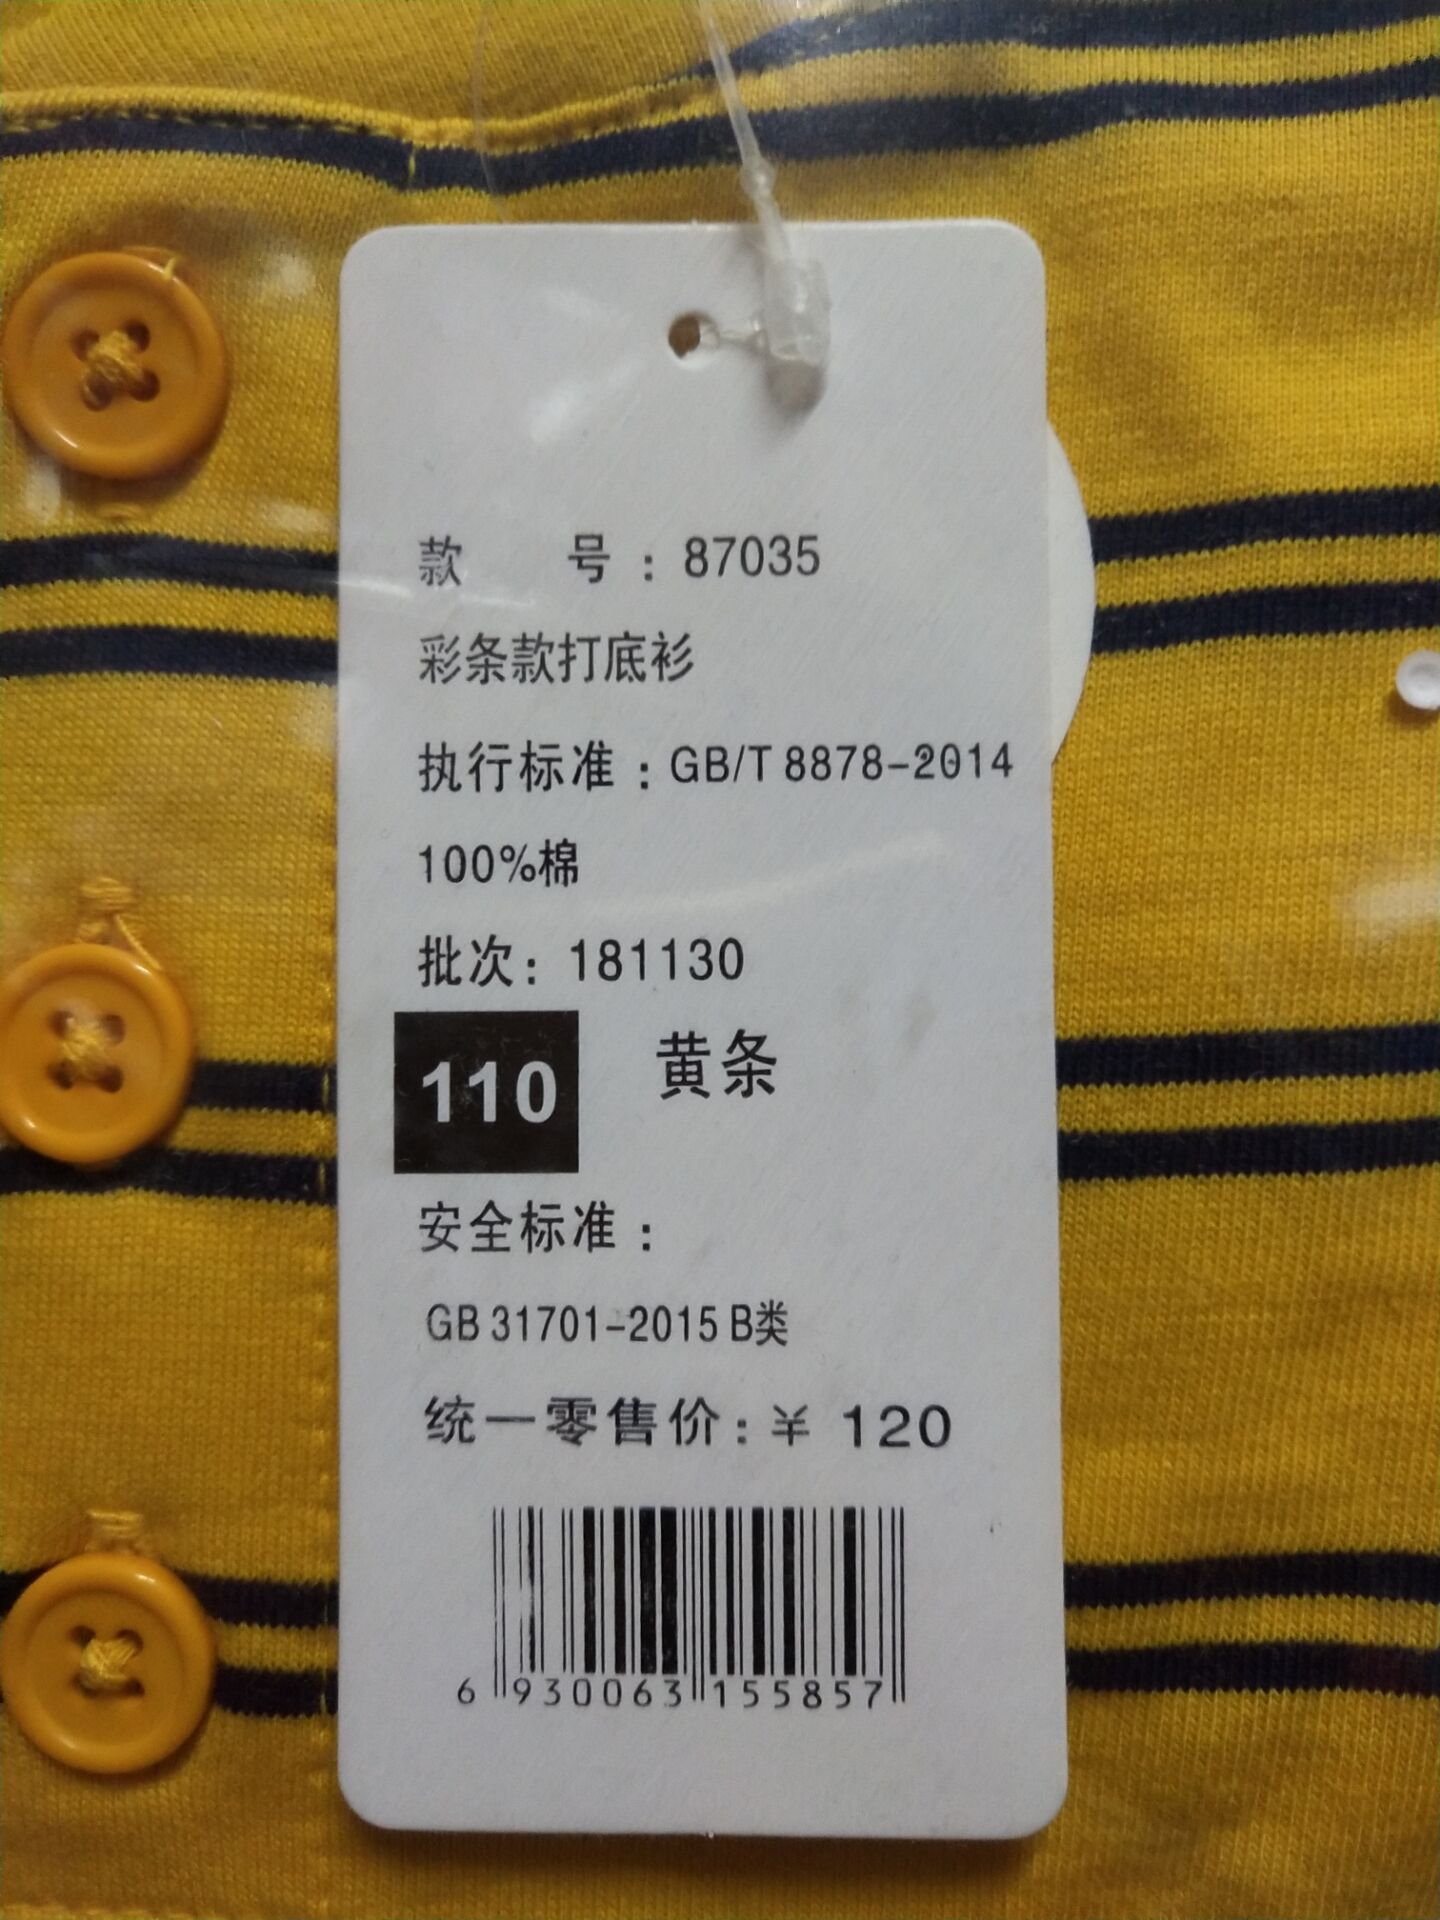 款 号：87035
彩条款打底衫
执行标准：GB/T 8878-2014
100%棉
批次：181130
110 黄条
安全标准：
GB 31701-2015 B类
统一零售价：¥ 120
6 930063 155857